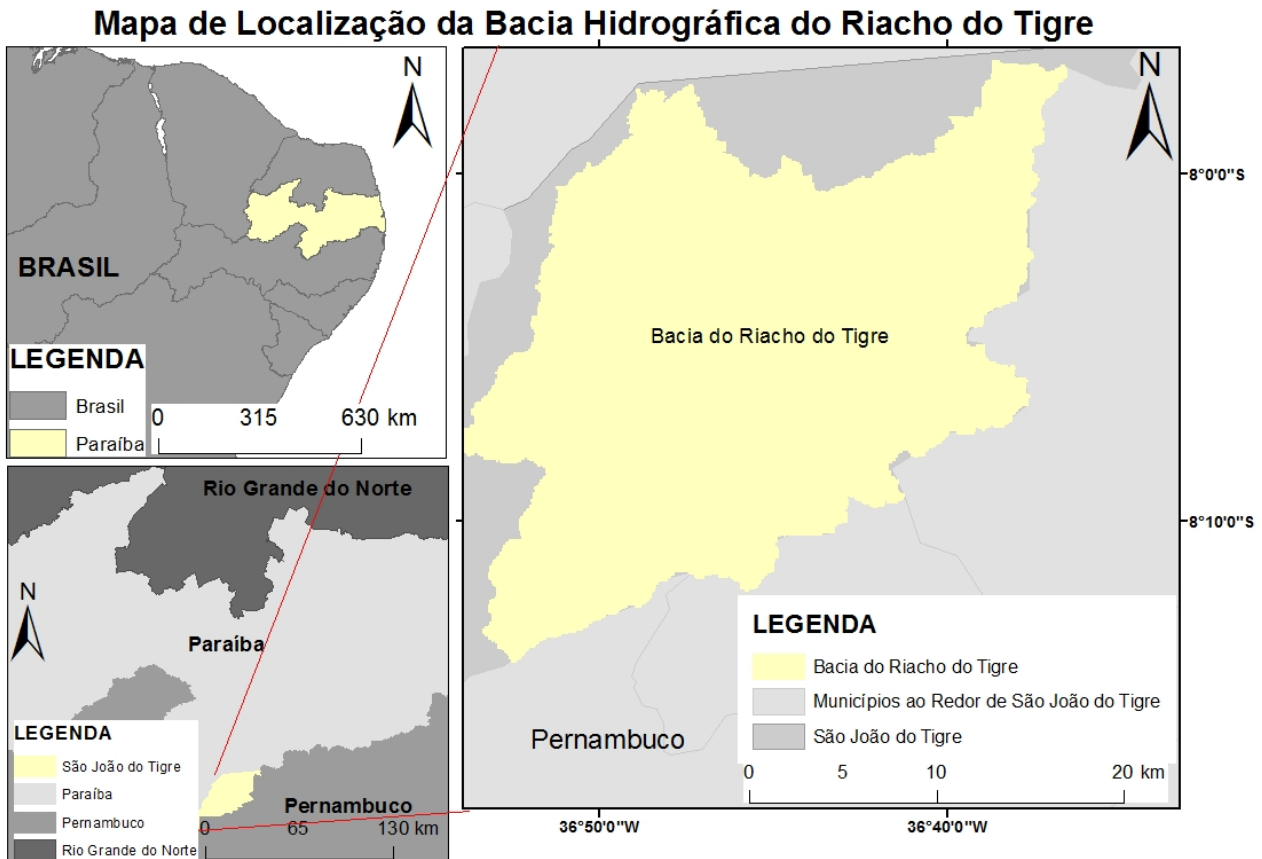 Mapa de Localização da Bacia Hidrográfica do Riacho do Tigre
N
BRASIL
LEGENDA
Brasil
Paraíba
0 315 630 km
Rio Grande do Norte
N
Paraíba
LEGENDA
São João do Tigre
Paraíba
Pernambuco
Rio Grande do Norte
Pernambuco
0 65 130 km
N
8°0'0"S
Bacia do Riacho do Tigre
8°10'0"S
Pernambuco
LEGENDA
Bacia do Riacho do Tigre
Municípios ao Redor de São João do Tigre
São João do Tigre
0 5 10 20 km
36°50'0"W 36°40'0"W